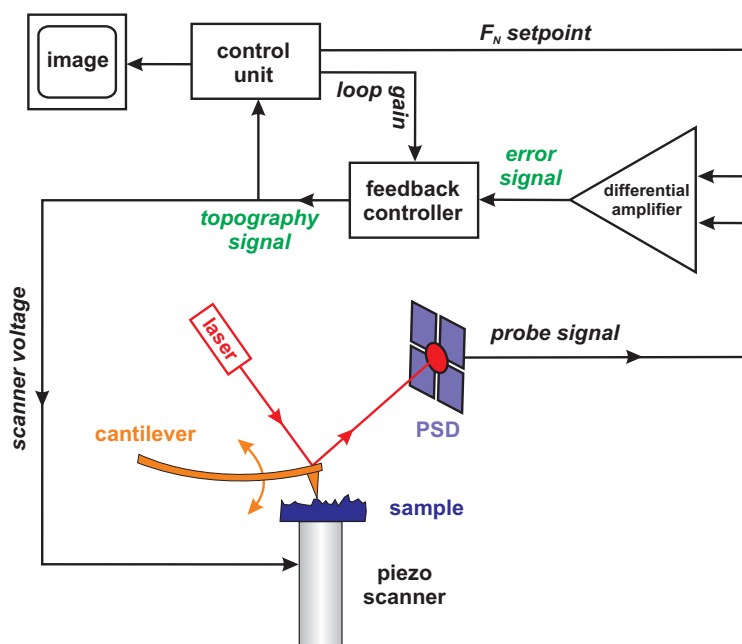 image
control
unit
F_N setpoint
loop
gain
error
signal
differential
amplifier
feedback
controller
topography
signal
scanner voltage
laser
probe signal
PSD
cantilever
sample
piezo
scanner